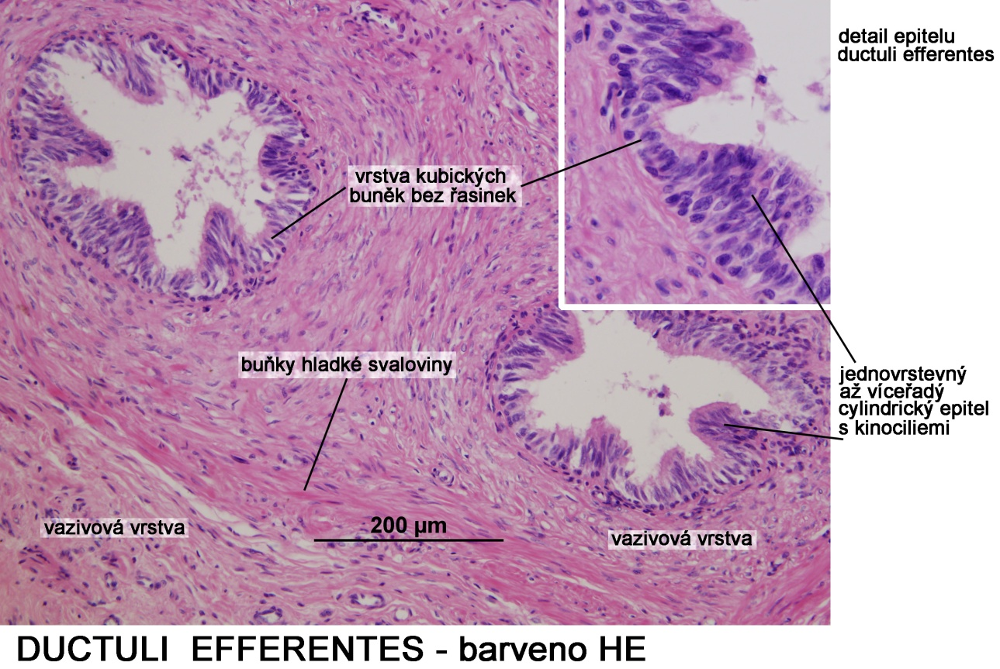 detail epitelu
ductuli efferentes
vrstva kubických
buněk bez řasinek
buňky hladké svaloviny
jednovrstevný
až víceřadý
cylindrický epitel
s kinociliemi
200 µm
vazivová vrstva
vazivová vrstva
DUCTULI EFFERENTES - barveno HE